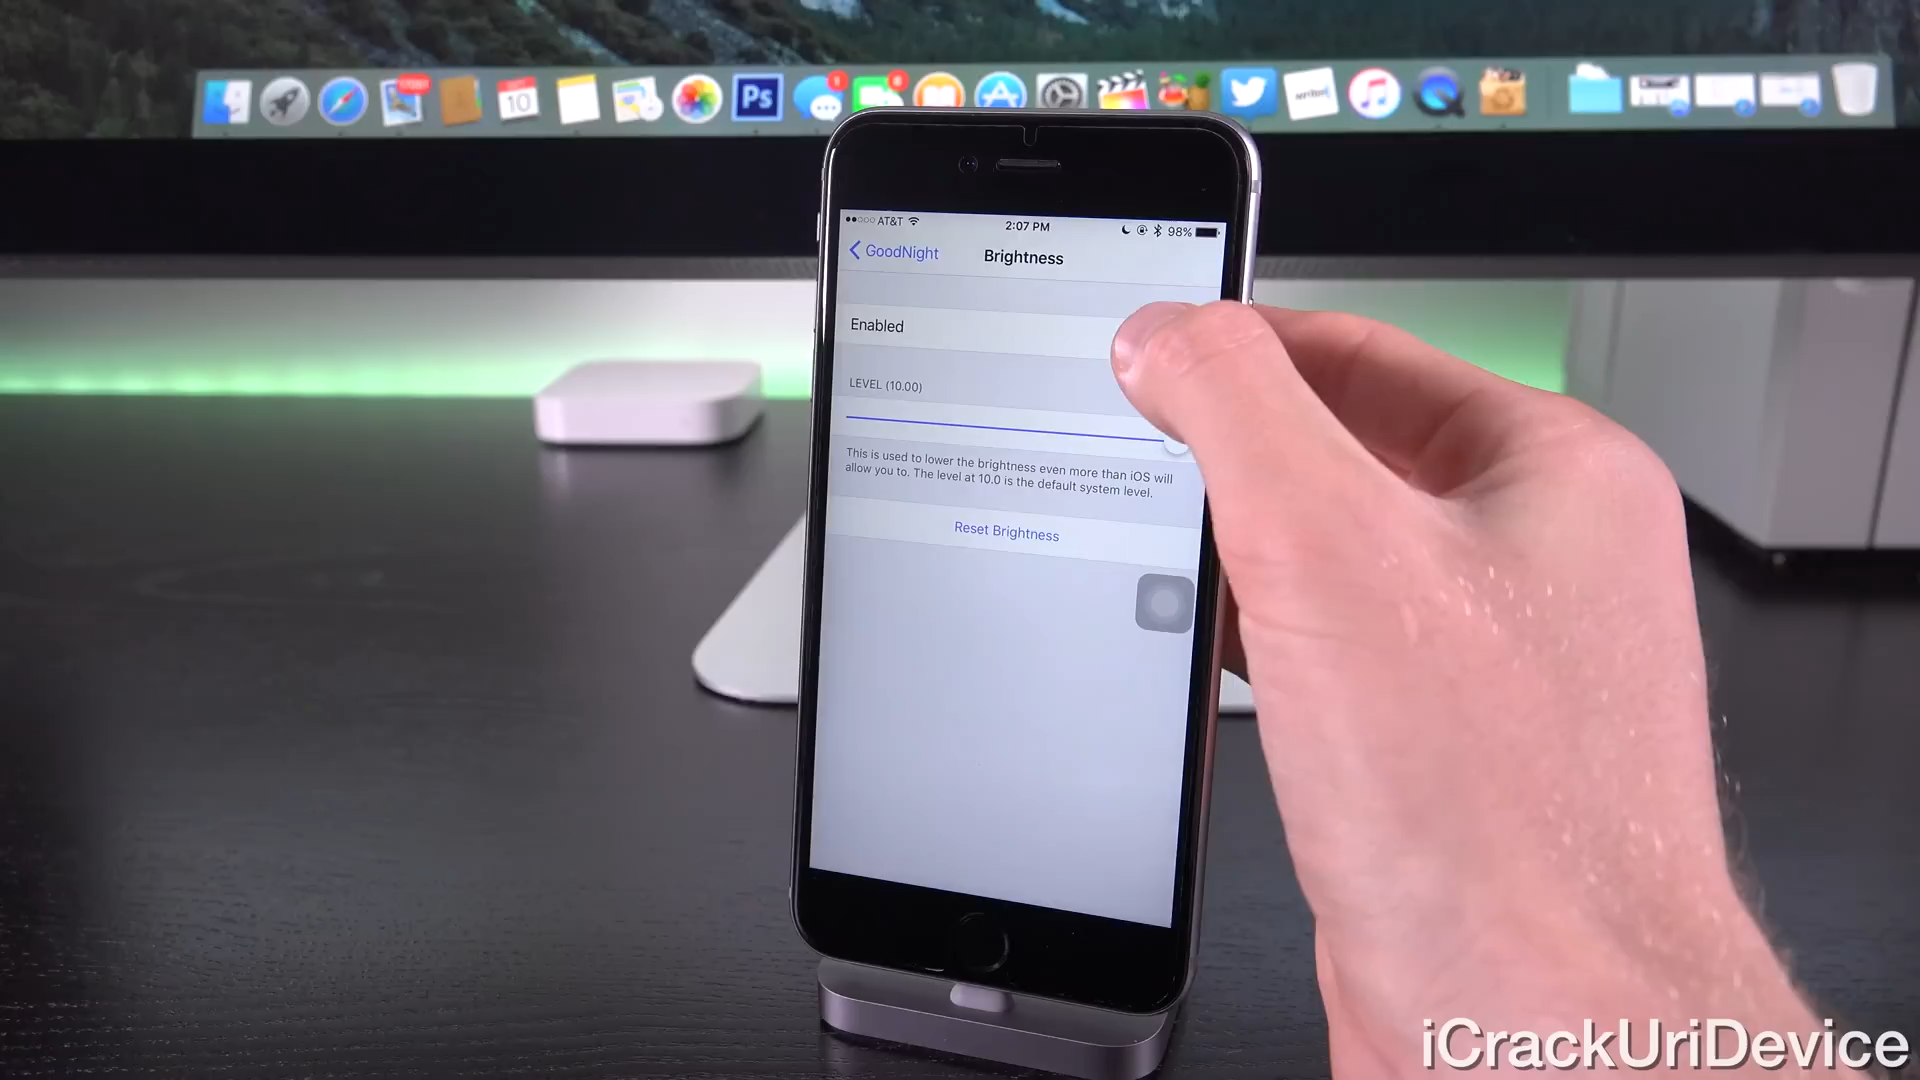 10
Ps
AT&T
2:07 PM
98%
GoodNight
Brightness
Enabled
LEVEL (10.00)
This is used to lower the brightness even more than iOS will
allow you to. The level at 10.0 is the default system level.
Reset Brightness
iCrackUriDevice